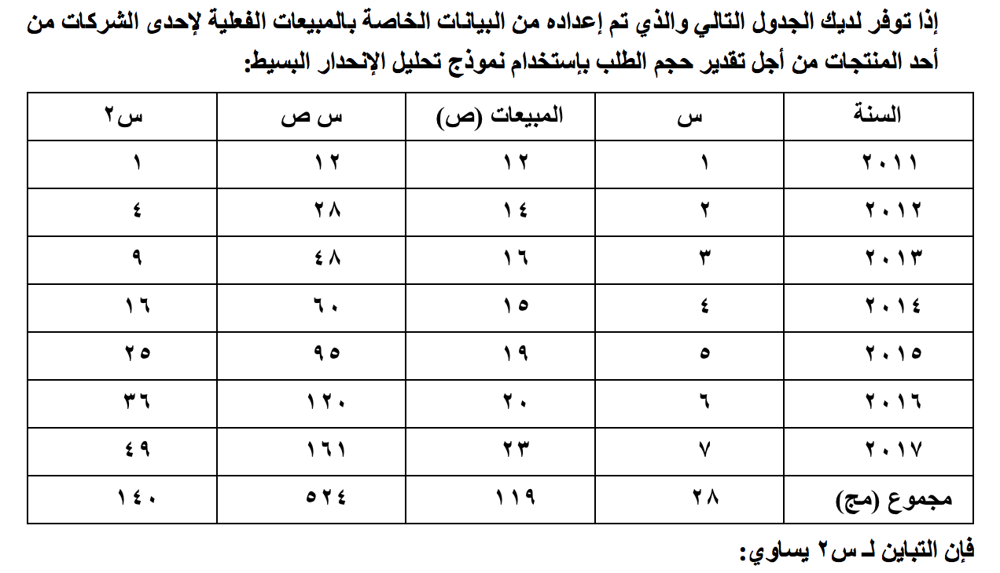 إذا توفر لديك الجدول التالي والذي تم إعداده من البيانات الخاصة بالمبيعات الفعلية لإحدى الشركات من
أحد المنتجات من أجل تقدير حجم الطلب بإستخدام نموذج تحليل الإنحدار البسيط:
السنة س المبيعات (ص) س ص س٢
٢٠١١ ١ ١٢ ١٢ ١
٢٠١٢ ٢ ١٤ ٢٨ ٤
٢٠١٣ ٣ ١٦ ٤٨ ٩
٢٠١٤ ٤ ١٥ ٦٠ ١٦
٢٠١٥ ٥ ١٩ ٩٥ ٢٥
٢٠١٦ ٦ ٢٠ ١٢٠ ٣٦
٢٠١٧ ٧ ٢٣ ١٦١ ٤٩
مجموع (مج) ٢٨ ١١٩ ٥٢٤ ١٤٠
فإن التباين لـ س٢ يساوي: